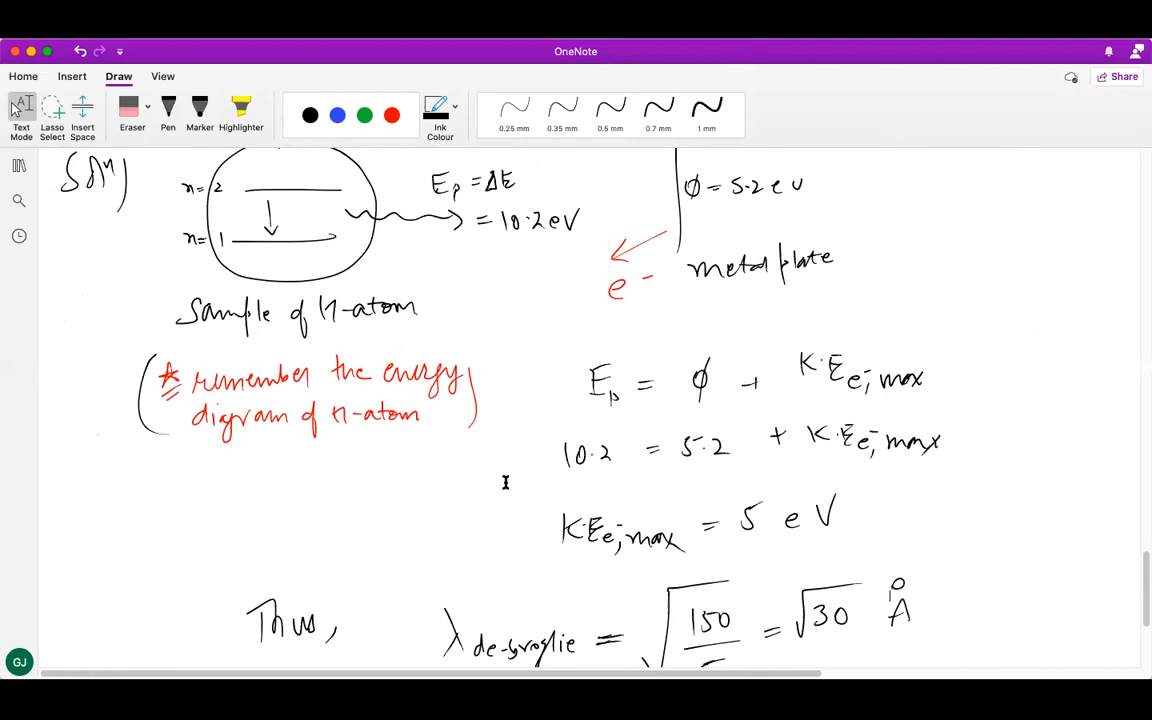 OneNote
Home Insert Draw View
Share
Text Mode
Lasso Select
Insert Space
Eraser
Pen
Marker
Highlighter
Ink Colour
0.25 mm
0.35 mm
0.5 mm
0.7 mm
1 mm
Soln)
n=2
Ep = ΔE
ϕ = 5.2 eV
= 10.2 eV
n=1
e-
metal plate
Sample of H-atom
(* remember the energy
diagram of H-atom)
Ep = ϕ + K.E e-, max
10.2 = 5.2 + K.E e-, max
K.E e-, max = 5 eV
Thus, λ de-broglie = √150/5 = √30 Å
GJ